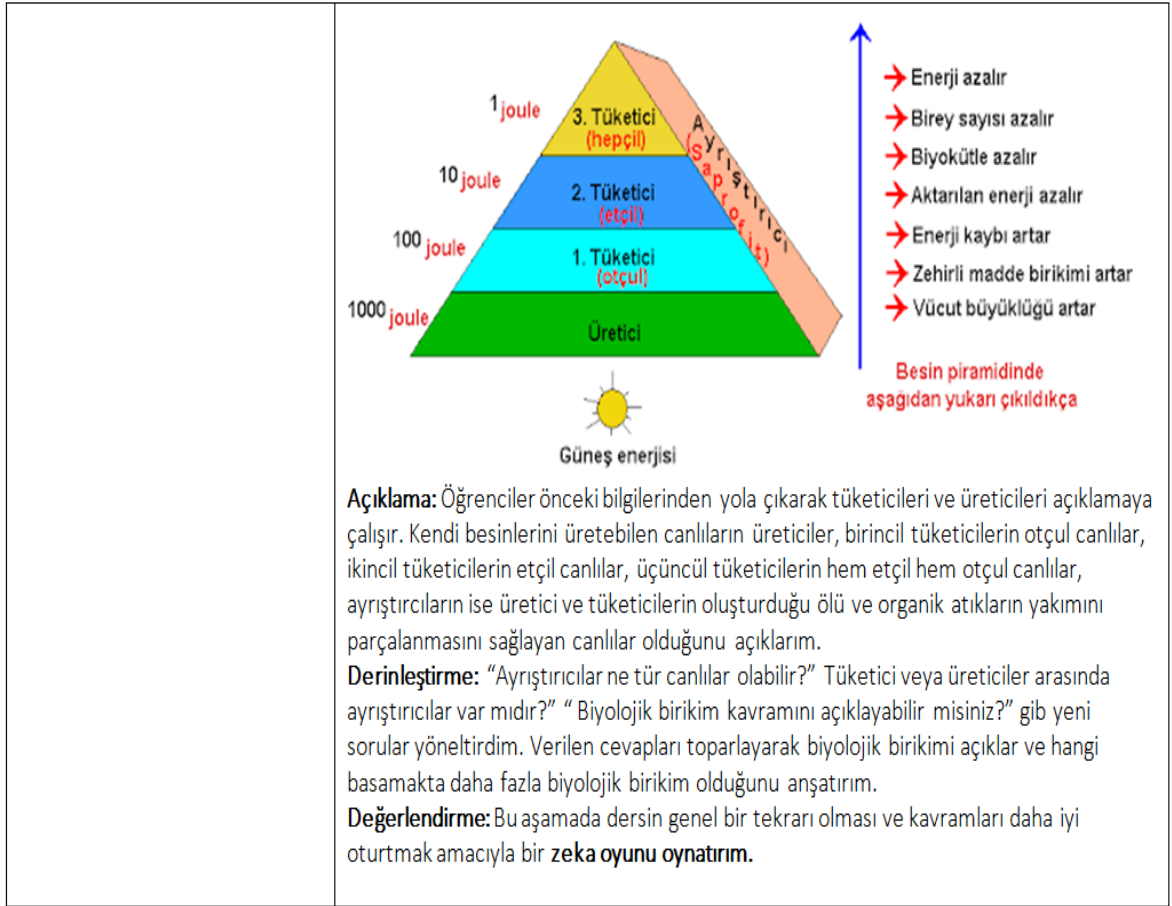 1 joule
3. Tüketici
(hepçil)
10 joule
2. Tüketici
(etçil)
100 joule
1. Tüketici
(otçul)
1000 joule
Üretici
Ayrıştırıcı
(Saprofit)
Güneş enerjisi
Enerji azalır
Birey sayısı azalır
Biyokütle azalır
Aktarılan enerji azalır
Enerji kaybı artar
Zehirli madde birikimi artar
Vücut büyüklüğü artar
Besin piramidinde
aşağıdan yukarı çıkıldıkça
Açıklama: Öğrenciler önceki bilgilerinden yola çıkarak tüketicileri ve üreticileri açıklamaya
çalışır. Kendi besinlerini üretebilen canlıların üreticiler, birincil tüketicilerin otçul canlılar,
ikincil tüketicilerin etçil canlılar, üçüncül tüketicilerin hem etçil hem otçul canlılar,
ayrıştırcıların ise üretici ve tüketicilerin oluşturduğu ölü ve organik atıkların yakımını
parçalanmasını sağlayan canlılar olduğunu açıklarım.
Derinleştirme: “Ayrıştırıcılar ne tür canlılar olabilir?” Tüketici veya üreticiler arasında
ayrıştırıcılar var mıdır?” “ Biyolojik birikim kavramını açıklayabilir misiniz?” gib yeni
sorular yöneltirdim. Verilen cevapları toparlayarak biyolojik birikimi açıklar ve hangi
basamakta daha fazla biyolojik birikim olduğunu anşatırım.
Değerlendirme: Bu aşamada dersin genel bir tekrarı olması ve kavramları daha iyi
oturtmak amacıyla bir zeka oyunu oynatırım.